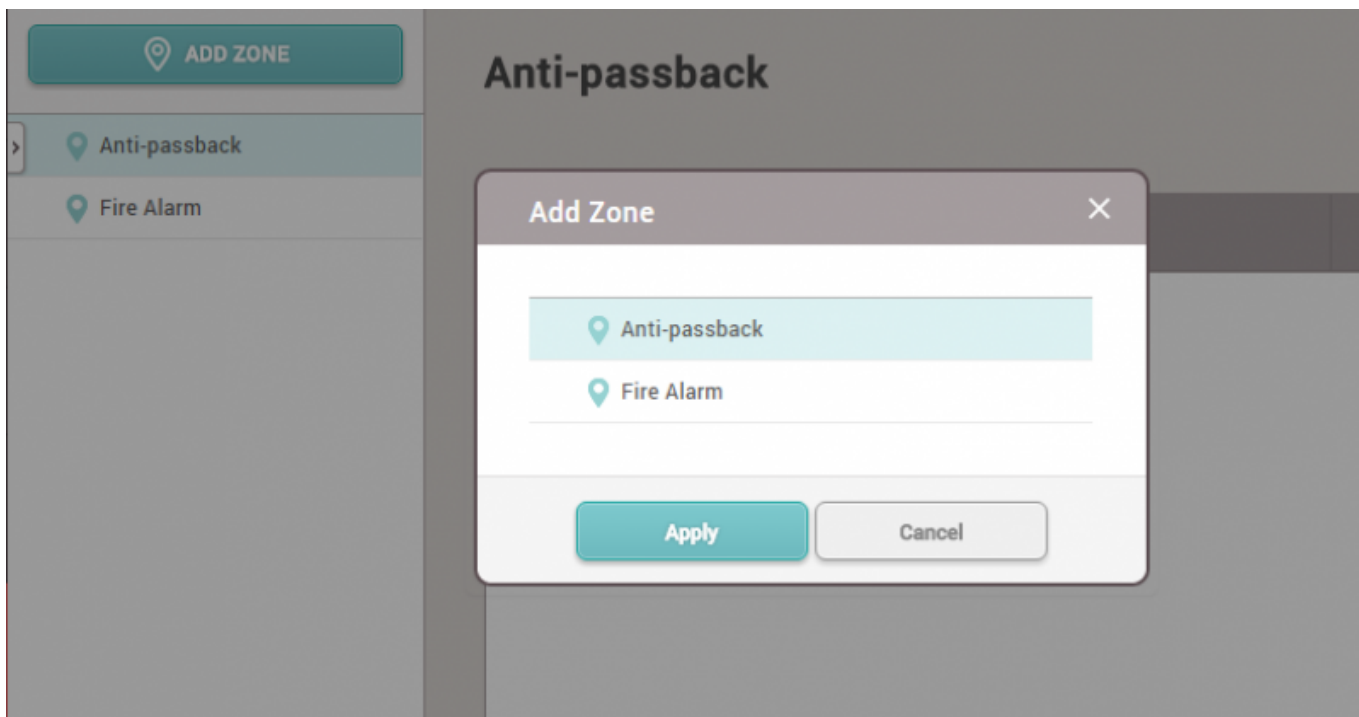 ADD ZONE
Anti-passback
Anti-passback
Fire Alarm
Add Zone
Anti-passback
Fire Alarm
Apply
Cancel